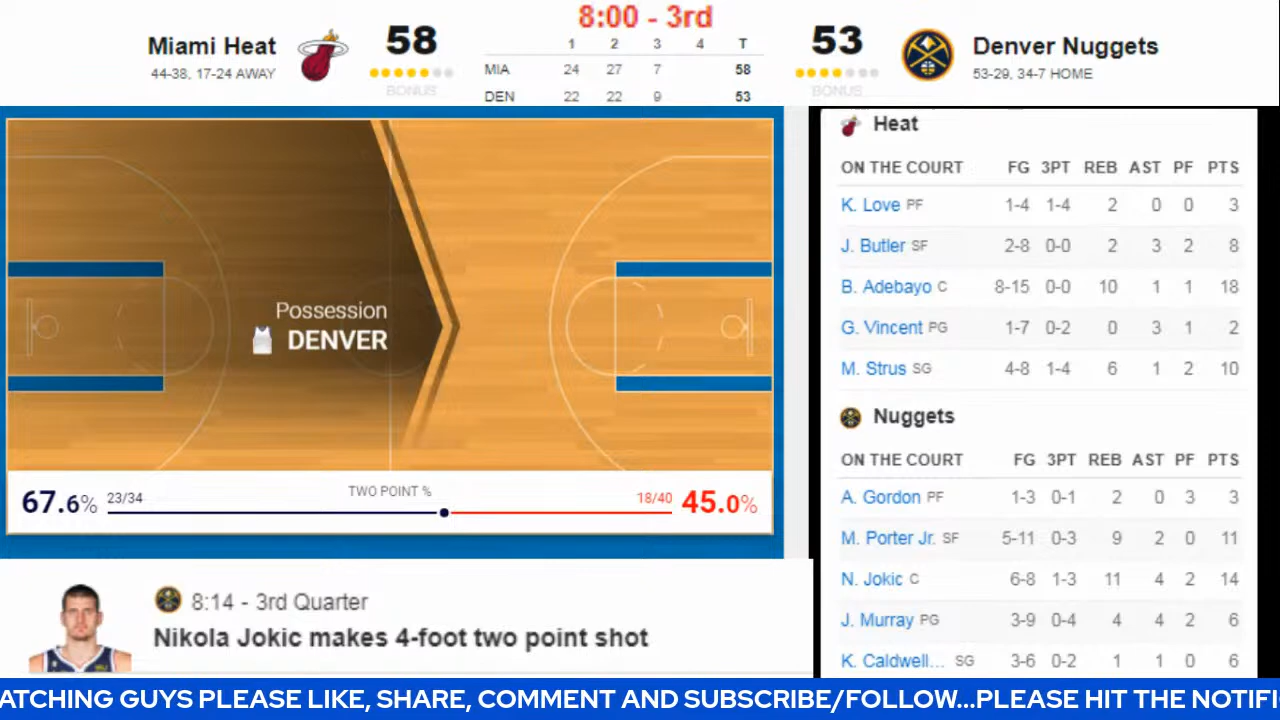 8:00 - 3rd
Miami Heat
44-38, 17-24 AWAY
58
BONUS
1 2 3 4 T
MIA 24 27 7 58
DEN 22 22 9 53
53
BONUS
Denver Nuggets
53-29, 34-7 HOME
Possession
DENVER
TWO POINT %
67.6% 23/34
18/40 45.0%
8:14 - 3rd Quarter
Nikola Jokic makes 4-foot two point shot
Heat
ON THE COURT FG 3PT REB AST PF PTS
K. Love PF 1-4 1-4 2 0 0 3
J. Butler SF 2-8 0-0 2 3 2 8
B. Adebayo C 8-15 0-0 10 1 1 18
G. Vincent PG 1-7 0-2 0 3 1 2
M. Strus SG 4-8 1-4 6 1 2 10
Nuggets
ON THE COURT FG 3PT REB AST PF PTS
A. Gordon PF 1-3 0-1 2 0 3 3
M. Porter Jr. SF 5-11 0-3 9 2 0 11
N. Jokic C 6-8 1-3 11 4 2 14
J. Murray PG 3-9 0-4 4 4 2 6
K. Caldwell... SG 3-6 0-2 1 1 0 6
ATCHING GUYS PLEASE LIKE, SHARE, COMMENT AND SUBSCRIBE/FOLLOW...PLEASE HIT THE NOTIFI